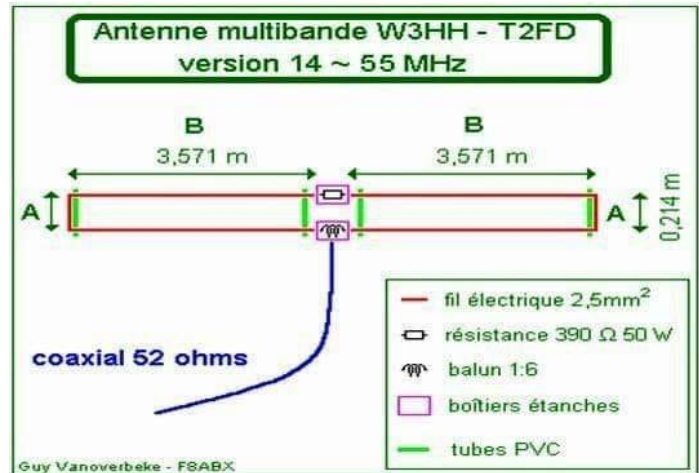 Antenne multibande W3HH - T2FD
version 14 ~ 55 MHz
B
B
3,571 m
3,571 m
A
A
0,214 m
coaxial 52 ohms
fil électrique 2,5mm²
résistance 390 Ω 50 W
balun 1:6
boîtiers étanches
tubes PVC
Guy Vanoverbeke - F8ABX